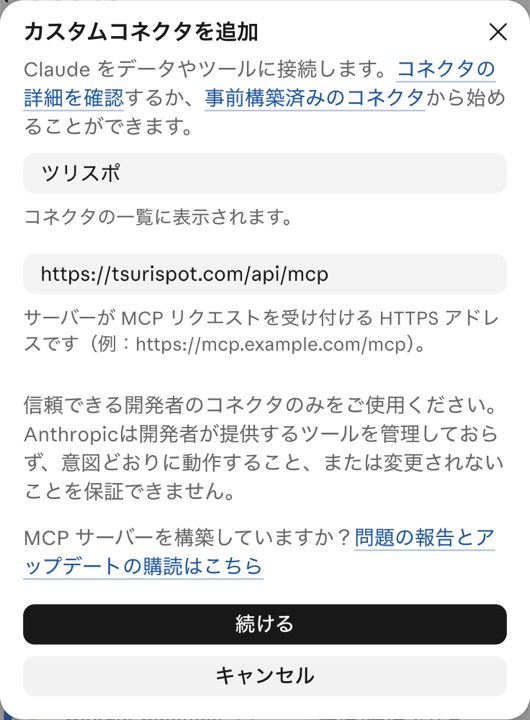 カスタムコネクタを追加
Claude をデータやツールに接続します。コネクタの
詳細を確認するか、事前構築済みのコネクタから始め
ることができます。
ツリスポ
コネクタの一覧に表示されます。
https://tsurispot.com/api/mcp
サーバーが MCP リクエストを受け付ける HTTPS アドレ
スです（例：https://mcp.example.com/mcp）。
信頼できる開発者のコネクタのみをご使用ください。
Anthropicは開発者が提供するツールを管理しておら
ず、意図どおりに動作すること、または変更されない
ことを保証できません。
MCP サーバーを構築していますか？問題の報告とア
ップデートの購読はこちら
続ける
キャンセル